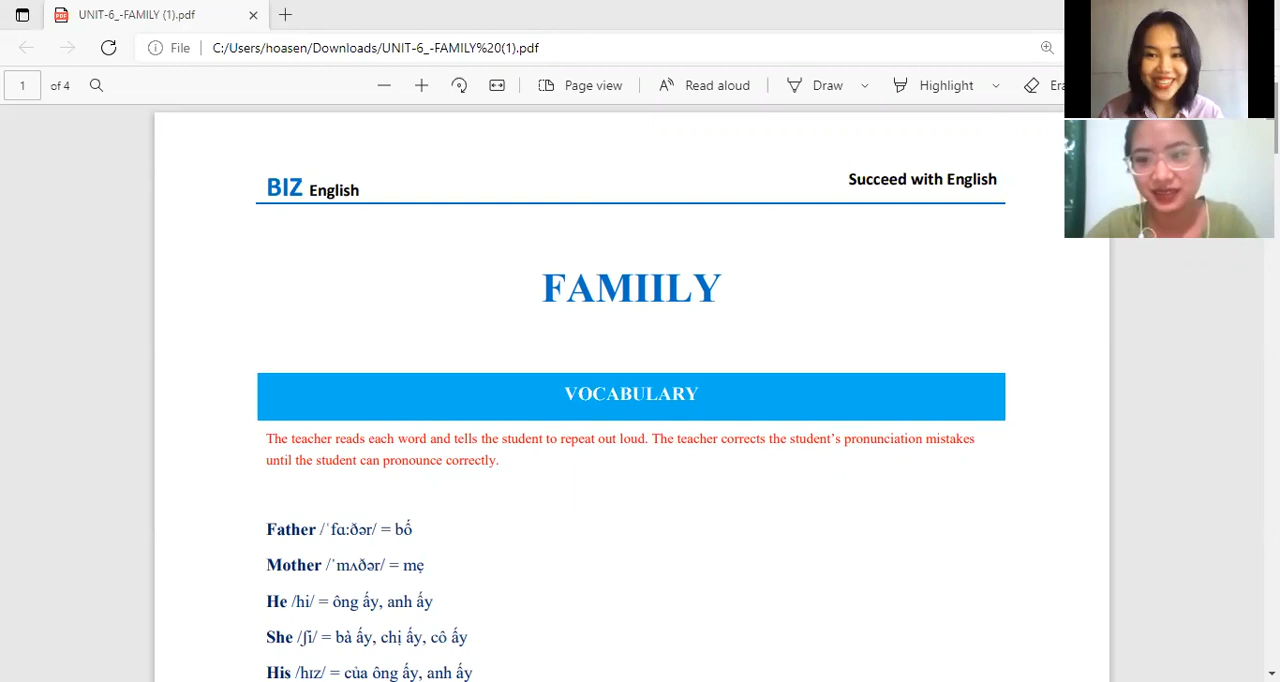 UNIT-6_-FAMILY (1).pdf
File C:/Users/hoasen/Downloads/UNIT-6_-FAMILY%20(1).pdf
1 of 4 Page view Read aloud Draw Highlight
BIZ English Succeed with English
FAMIILY
VOCABULARY
The teacher reads each word and tells the student to repeat out loud. The teacher corrects the student’s pronunciation mistakes
until the student can pronounce correctly.
Father /ˈfɑ:ðər/ = bố
Mother /ˈmʌðər/ = mẹ
He /hi/ = ông ấy, anh ấy
She /ʃi/ = bà ấy, chị ấy, cô ấy
His /hɪz/ = của ông ấy, anh ấy